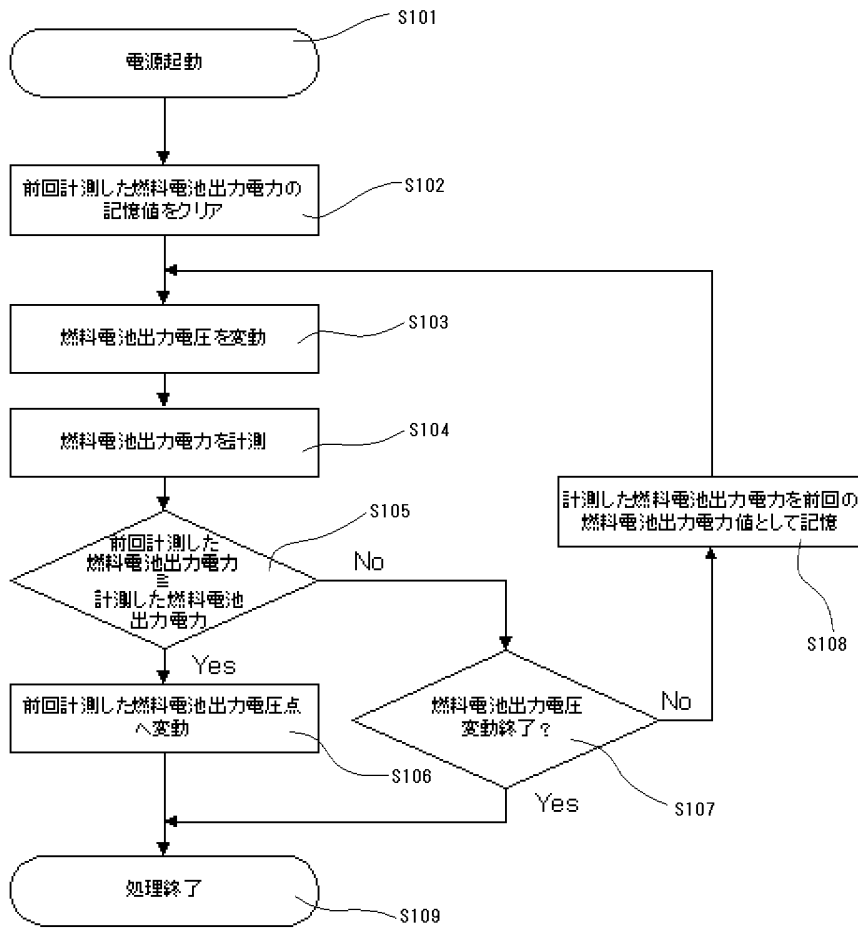 S101
電源起動
S102
前回計測した燃料電池出力電力の
記憶値をクリア
S103
燃料電池出力電圧を変動
S104
燃料電池出力電力を計測
S105
前回計測した
燃料電池出力電力
≧
計測した燃料電池
出力電力
No
Yes
計測した燃料電池出力電力を前回の
燃料電池出力電力値として記憶
S108
前回計測した燃料電池出力電圧点
へ変動
S106
燃料電池出力電圧
変動終了？
No
Yes
S107
処理終了
S109